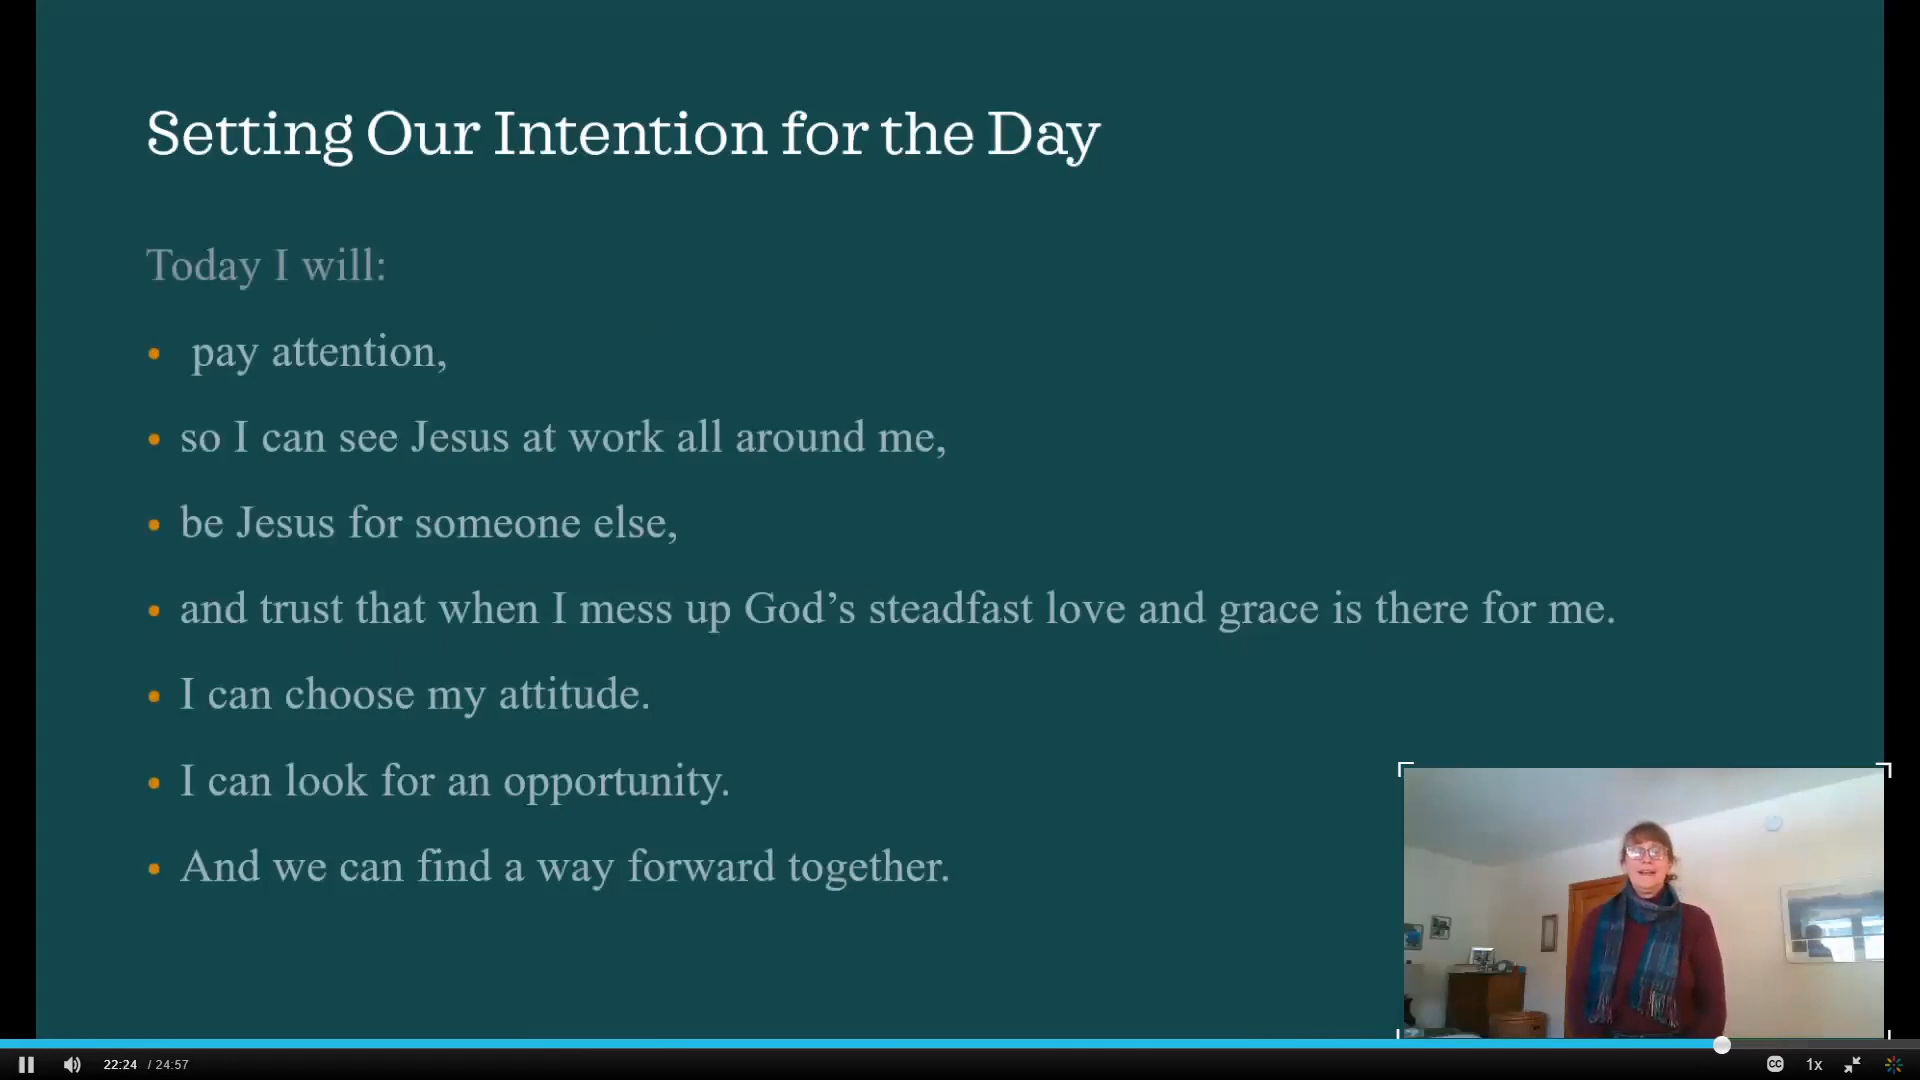 Setting Our Intention for the Day
Today I will:
• pay attention,
• so I can see Jesus at work all around me,
• be Jesus for someone else,
• and trust that when I mess up God’s steadfast love and grace is there for me.
• I can choose my attitude.
• I can look for an opportunity.
• And we can find a way forward together.
22:24 / 24:57
CC
1x